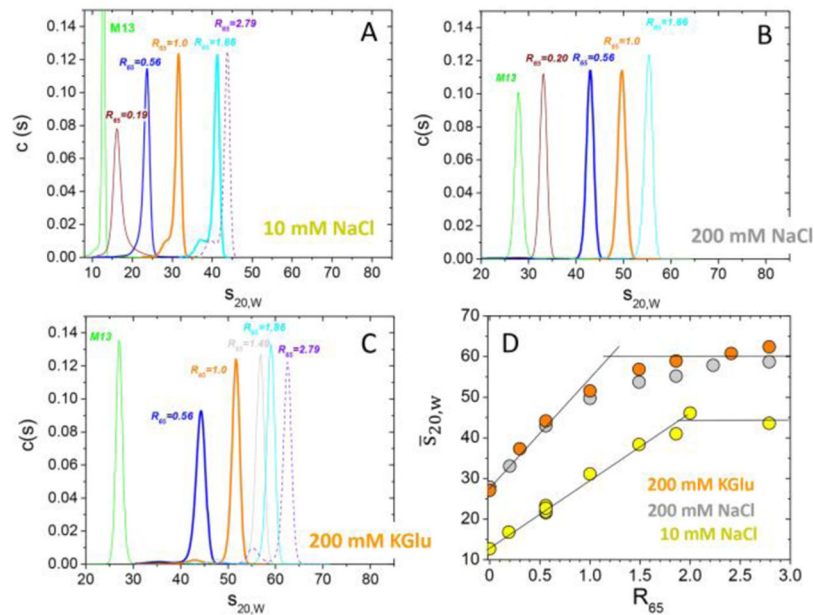 A
M13
R65=0.19
R65=0.56
R65=1.0
R65=1.86
R65=2.79
c(s)
0.14
0.12
0.10
0.08
0.06
0.04
0.02
0.00
10 20 30 40 50 60 70 80
s20,W
10 mM NaCl
B
M13
R65=0.20
R65=0.56
R65=1.0
R65=1.86
c(s)
0.14
0.12
0.10
0.08
0.06
0.04
0.02
0.00
20 30 40 50 60 70 80
s20,W
200 mM NaCl
C
M13
R65=0.56
R65=1.0
R65=1.40
R65=1.86
R65=2.79
c(s)
0.14
0.12
0.10
0.08
0.06
0.04
0.02
0.00
20 30 40 50 60 70 80
s20,W
200 mM KGlu
D
s̅20,w
70
60
50
40
30
20
10
200 mM KGlu
200 mM NaCl
10 mM NaCl
0.0 0.5 1.0 1.5 2.0 2.5 3.0
R65